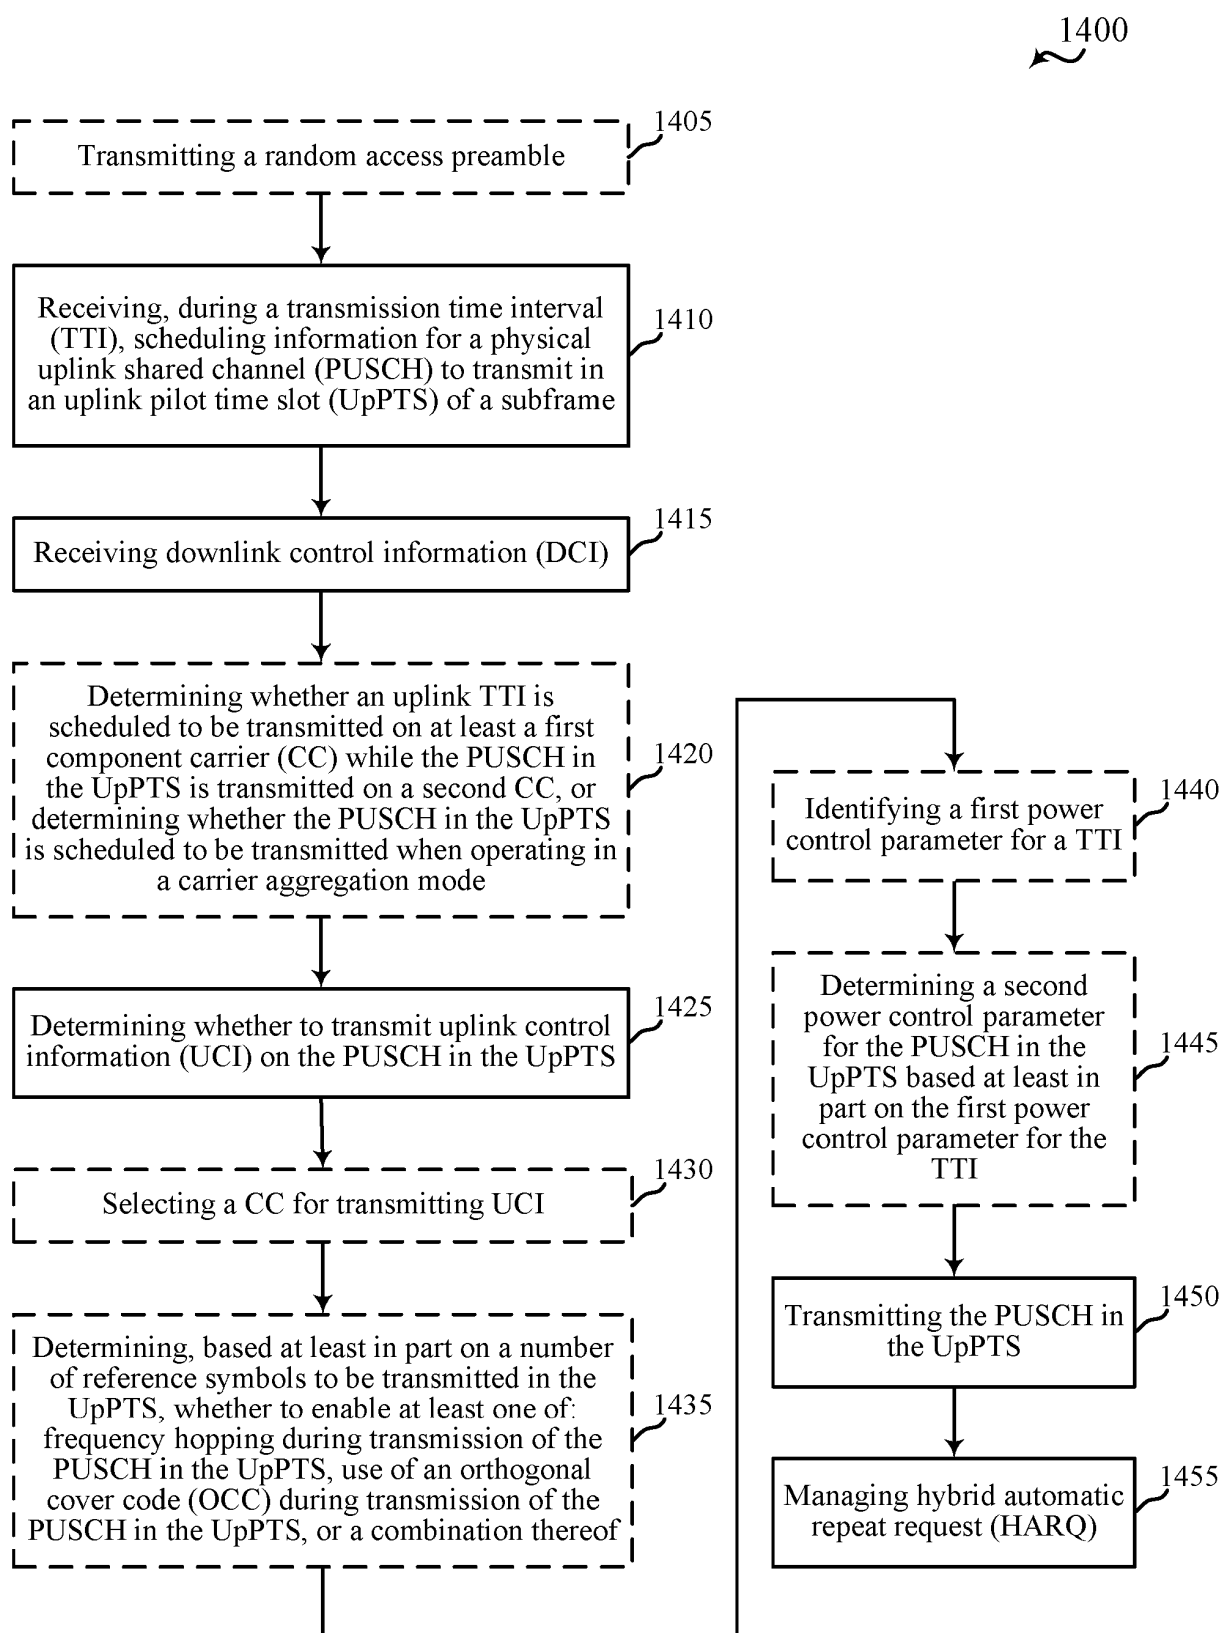 1400
1405
Transmitting a random access preamble
Receiving, during a transmission time interval
(TTI), scheduling information for a physical
uplink shared channel (PUSCH) to transmit in
an uplink pilot time slot (UpPTS) of a subframe
1410
1415
Receiving downlink control information (DCI)
Determining whether an uplink TTI is
scheduled to be transmitted on at least a first
component carrier (CC) while the PUSCH in
the UpPTS is transmitted on a second CC, or
determining whether the PUSCH in the UpPTS
is scheduled to be transmitted when operating in
a carrier aggregation mode
1420
1425
Determining whether to transmit uplink control
information (UCI) on the PUSCH in the UpPTS
1430
Selecting a CC for transmitting UCI
Determining, based at least in part on a number
of reference symbols to be transmitted in the
UpPTS, whether to enable at least one of:
frequency hopping during transmission of the
PUSCH in the UpPTS, use of an orthogonal
cover code (OCC) during transmission of the
PUSCH in the UpPTS, or a combination thereof
1435
1440
Identifying a first power
control parameter for a TTI
Determining a second
power control parameter
for the PUSCH in the
UpPTS based at least in
part on the first power
control parameter for the
TTI
1445
1450
Transmitting the PUSCH in
the UpPTS
1455
Managing hybrid automatic
repeat request (HARQ)